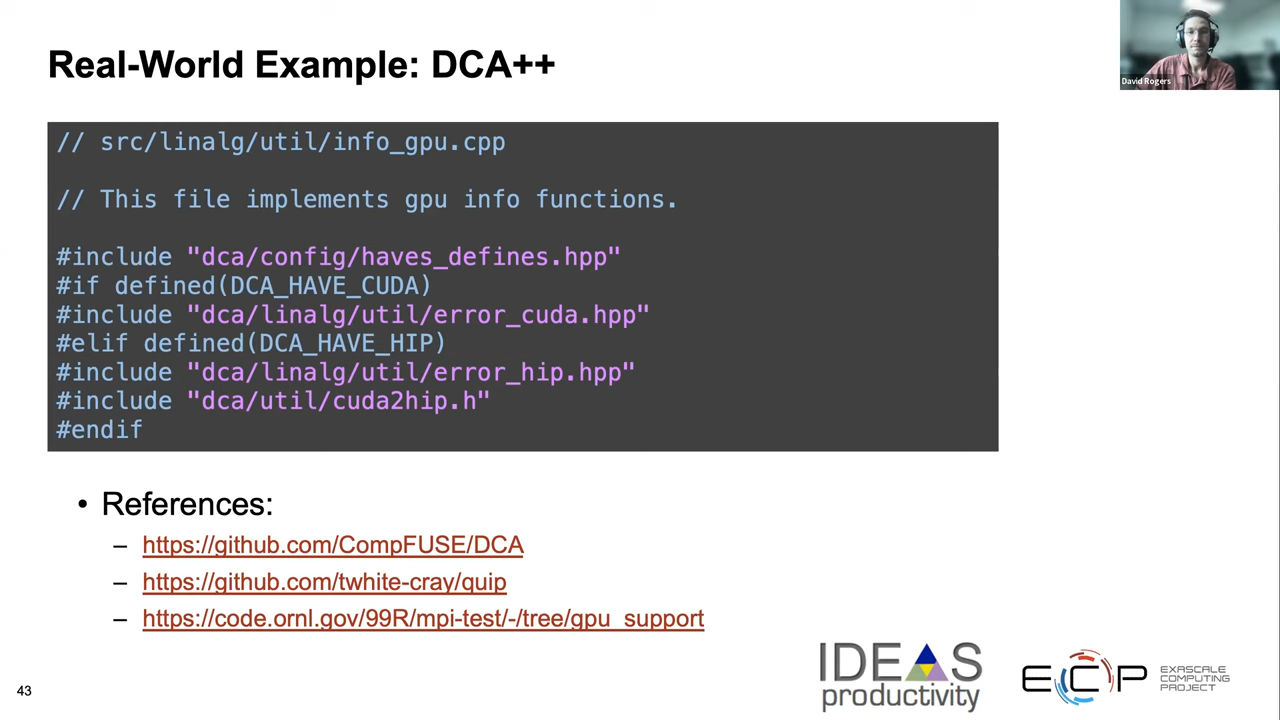 Real-World Example: DCA++
David Rogers
// src/linalg/util/info_gpu.cpp
// This file implements gpu info functions.
#include "dca/config/haves_defines.hpp"
#if defined(DCA_HAVE_CUDA)
#include "dca/linalg/util/error_cuda.hpp"
#elif defined(DCA_HAVE_HIP)
#include "dca/linalg/util/error_hip.hpp"
#include "dca/util/cuda2hip.h"
#endif
• References:
– https://github.com/CompFUSE/DCA
– https://github.com/twhite-cray/quip
– https://code.ornl.gov/99R/mpi-test/-/tree/gpu_support
IDEAS
productivity
ECP
EXASCALE
COMPUTING
PROJECT
43